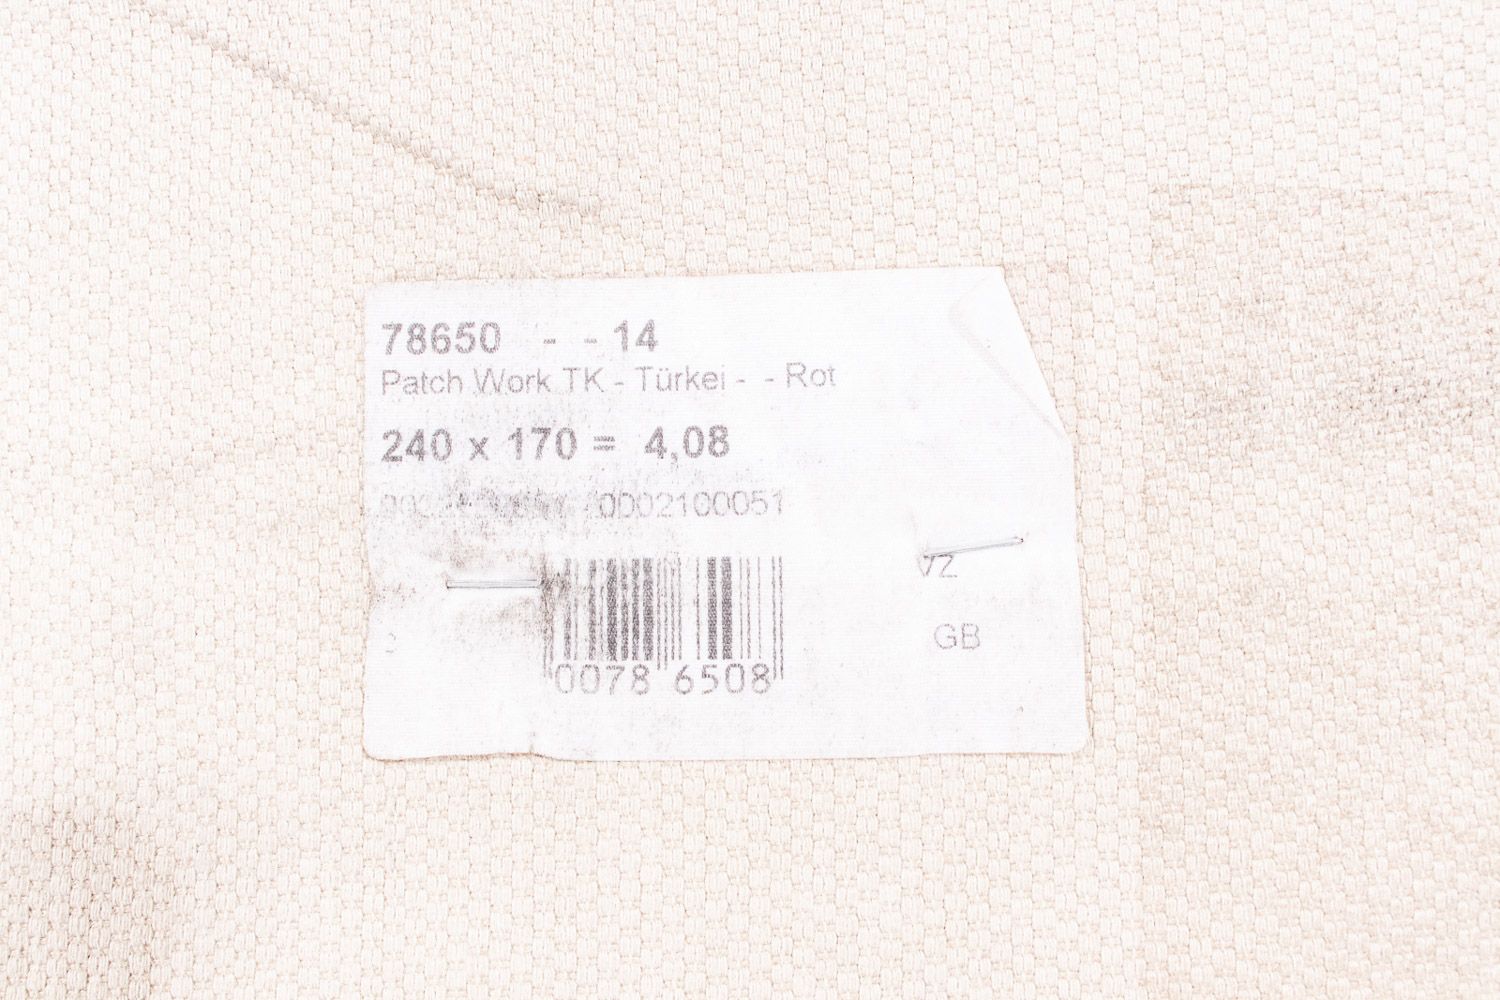 78650 - - 14
Patch Work TK - Türkei - - Rot
240 x 170 = 4,08
0002100051
VZ
GB
0078 6508